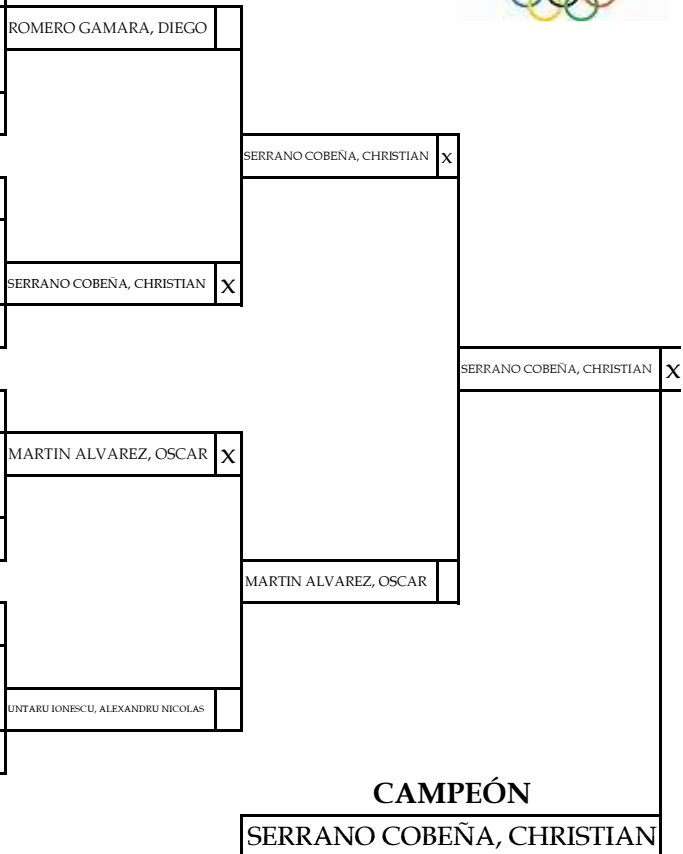 ROMERO GAMARA, DIEGO
SERRANO COBEÑA, CHRISTIAN X
SERRANO COBEÑA, CHRISTIAN X
SERRANO COBEÑA, CHRISTIAN X
MARTIN ALVAREZ, OSCAR X
MARTIN ALVAREZ, OSCAR
UNTARU IONESCU, ALEXANDRU NICOLAS
CAMPEÓN
SERRANO COBEÑA, CHRISTIAN